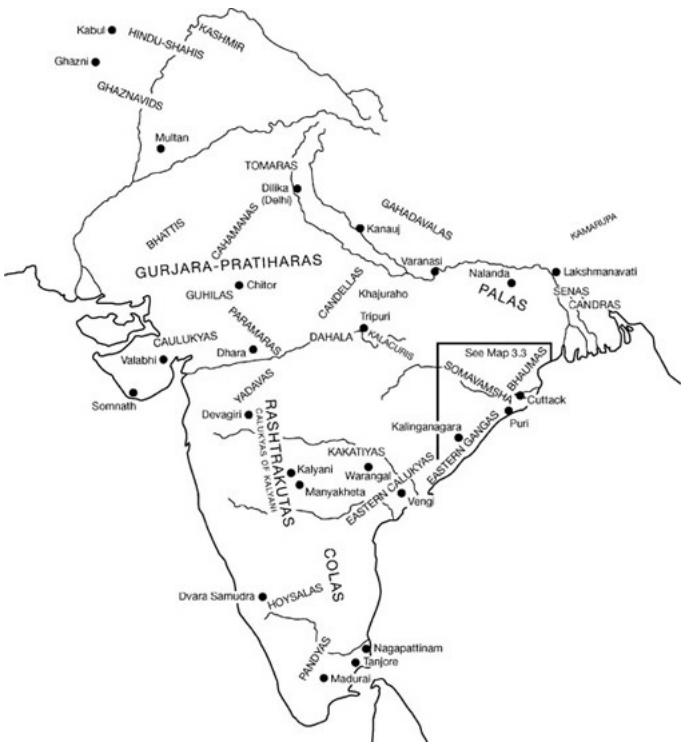 Kabul
HINDU-SHAHIS
KASHMIR
Ghazni
GHAZNAVIDS
Multan
TOMARAS
Dilika
(Delhi)
GAHADAVALAS
KAMARUPA
BHATTIS
CAHAMANAS
Kanauj
GURJARA-PRATIHARAS
Varanasi
Nalanda
Lakshmanavati
GUHILAS
Chitor
CANDELLAS
Khajuraho
PALAS
SENAS
CANDRAS
PARAMARAS
Tripuri
CAULUKYAS
DAHALA
KALACURIS
See Map 3.3
Valabhi
Dhara
SOMAVAMSHA
BHAUMAS
Somnath
YADAVAS
Cuttack
Devagiri
Puri
RASHTRAKUTAS
CALUKYAS OF KALYANI
Kalinganagara
EASTERN GANGAS
KAKATIYAS
Kalyani
Warangal
Manyakheta
EASTERN CALUKYAS
Vengi
COLAS
Dvara Samudra
HOYSALAS
PANDYAS
Nagapattinam
Tanjore
Madurai